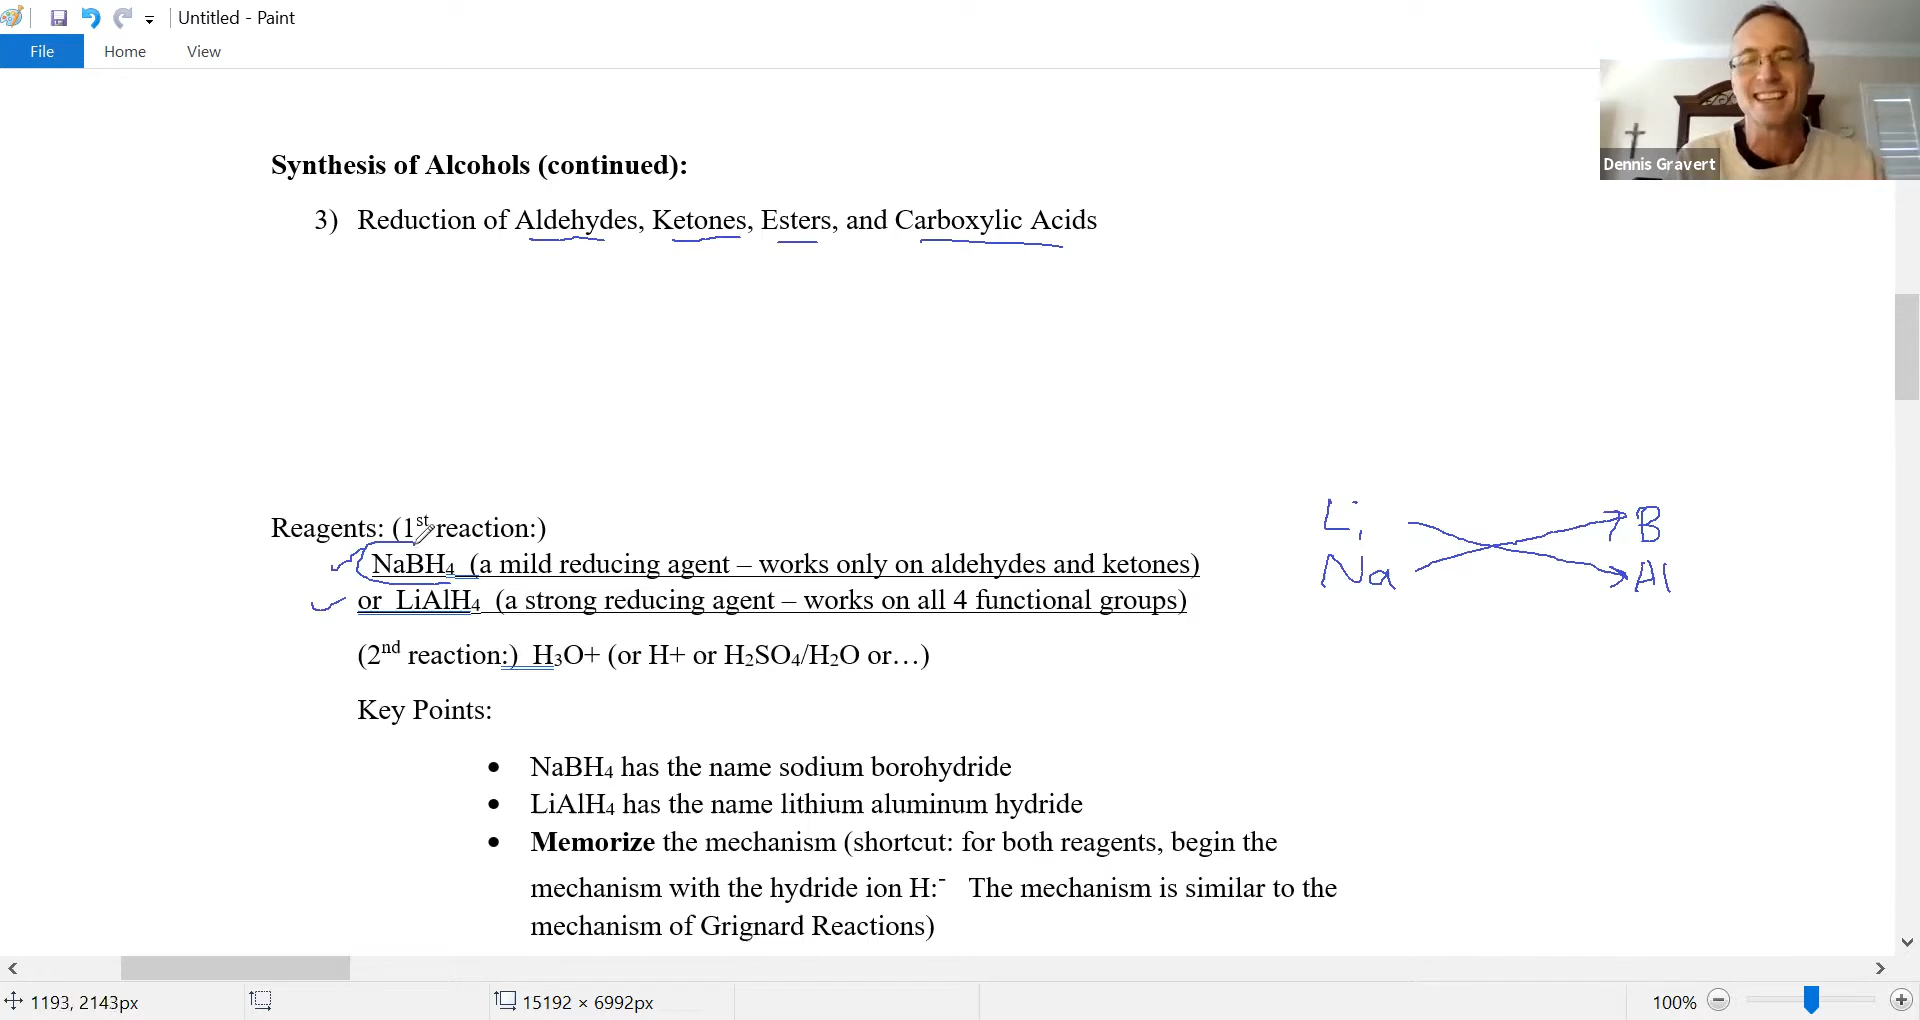 Untitled - Paint
File Home View
Dennis Gravert
Synthesis of Alcohols (continued):
3) Reduction of Aldehydes, Ketones, Esters, and Carboxylic Acids
Li B
Na Al
Reagents: (1st reaction:)
NaBH4 (a mild reducing agent – works only on aldehydes and ketones)
or LiAlH4 (a strong reducing agent – works on all 4 functional groups)
(2nd reaction:) H3O+ (or H+ or H2SO4/H2O or…)
Key Points:
• NaBH4 has the name sodium borohydride
• LiAlH4 has the name lithium aluminum hydride
• Memorize the mechanism (shortcut: for both reagents, begin the
mechanism with the hydride ion H:- The mechanism is similar to the
mechanism of Grignard Reactions)
1193, 2143px 15192 × 6992px 100%